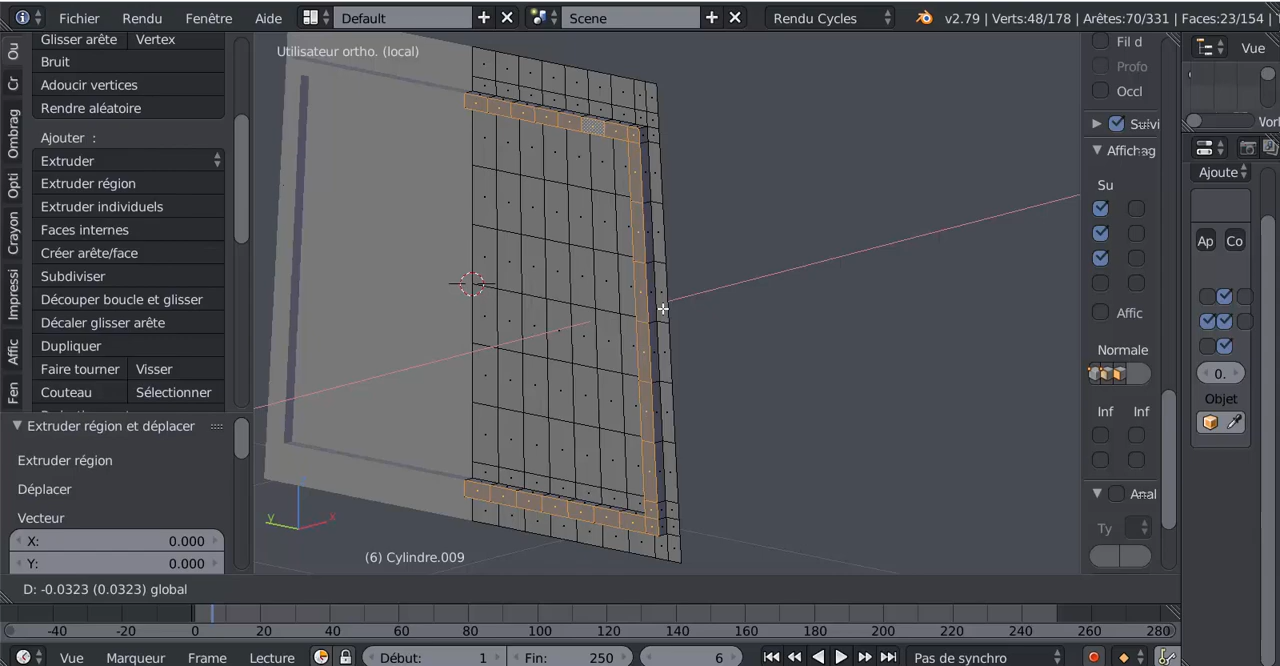 Fichier Rendu Fenêtre Aide Default Scene Rendu Cycles v2.79 | Verts:48/178 | Arêtes:70/331 | Faces:23/154 |
Ou
Cr
Ombrag
Opti
Crayon
Impressi
Affic
Fen
Glisser arête Vertex
Bruit
Adoucir vertices
Rendre aléatoire
Ajouter :
Extruder
Extruder région
Extruder individuels
Faces internes
Créer arête/face
Subdiviser
Découper boucle et glisser
Décaler glisser arête
Dupliquer
Faire tourner Visser
Couteau Sélectionner
Extruder région et déplacer
Extruder région
Déplacer
Vecteur
X: 0.000
Y: 0.000
Utilisateur ortho. (local)
y x
(6) Cylindre.009
Fil d
Profo
Occl
Suivi
Affichag
Su
Affic
Normale
Inf Inf
Anal
Ty
Vue
Vorl
Ajoute
Ap Co
0.
Objet
D: -0.0323 (0.0323) global
-40 -20 0 20 40 60 80 100 120 140 160 180 200 220 240 260 280
Vue Marqueur Frame Lecture Début: 1 Fin: 250 6 Pas de synchro